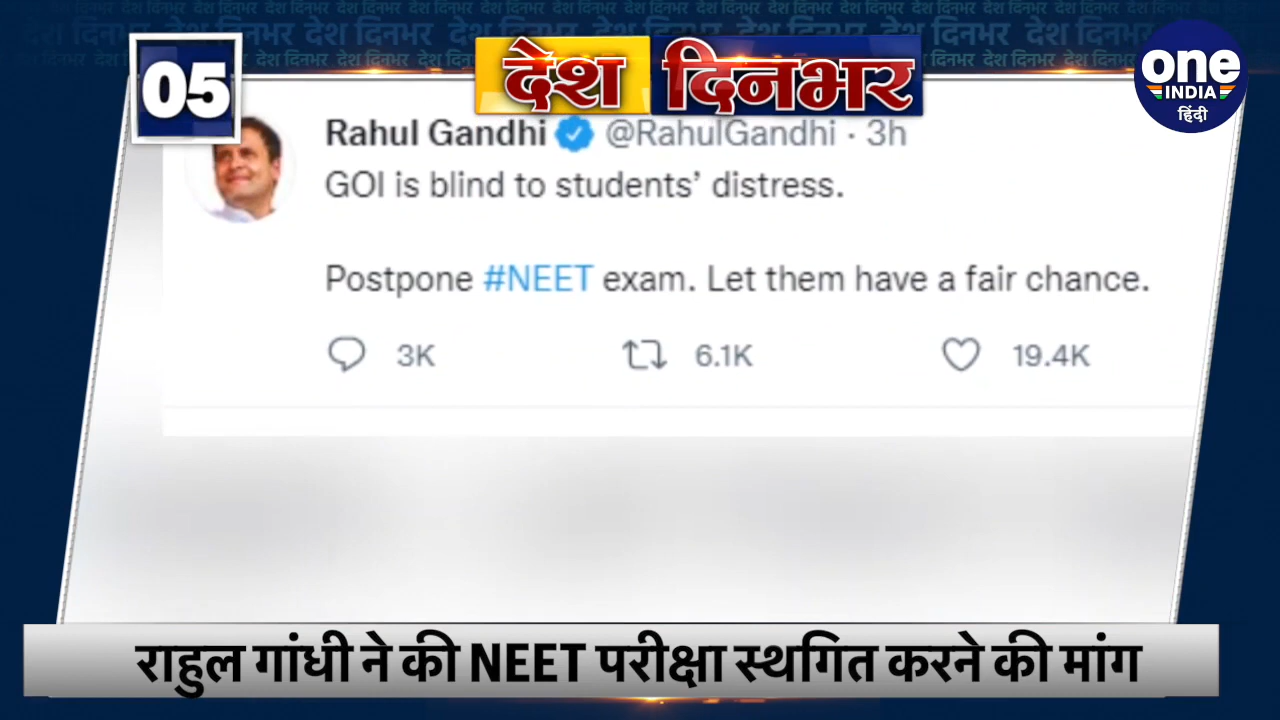 05
देश दिनभर
one
INDIA
हिंदी
Rahul Gandhi @RahulGandhi · 3h
GOI is blind to students’ distress.
Postpone #NEET exam. Let them have a fair chance.
3K 6.1K 19.4K
राहुल गांधी ने की NEET परीक्षा स्थगित करने की मांग